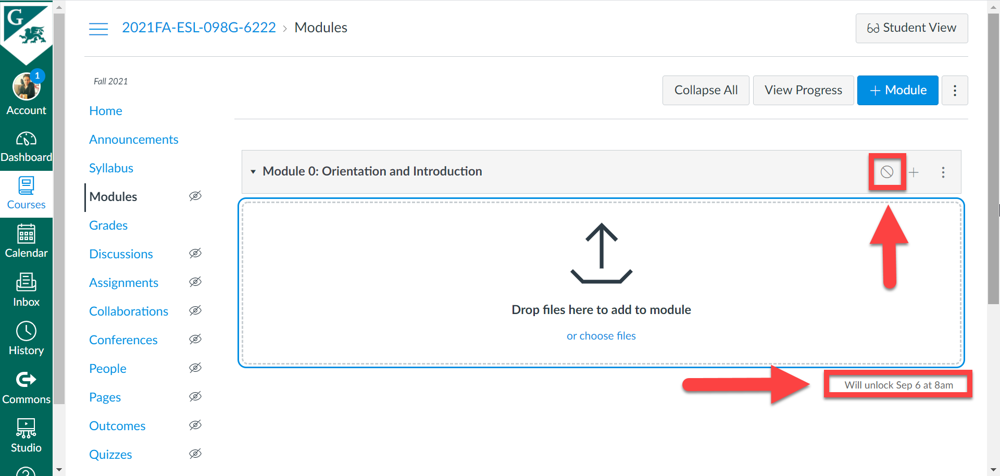 G
1
Account
Dashboard
Courses
Calendar
Inbox
History
Commons
Studio
2021FA-ESL-098G-6222 › Modules
Student View
Fall 2021
Home
Announcements
Syllabus
Modules
Grades
Discussions
Assignments
Collaborations
Conferences
People
Pages
Outcomes
Quizzes
Collapse All
View Progress
+ Module
Module 0: Orientation and Introduction
Drop files here to add to module
or choose files
Will unlock Sep 6 at 8am